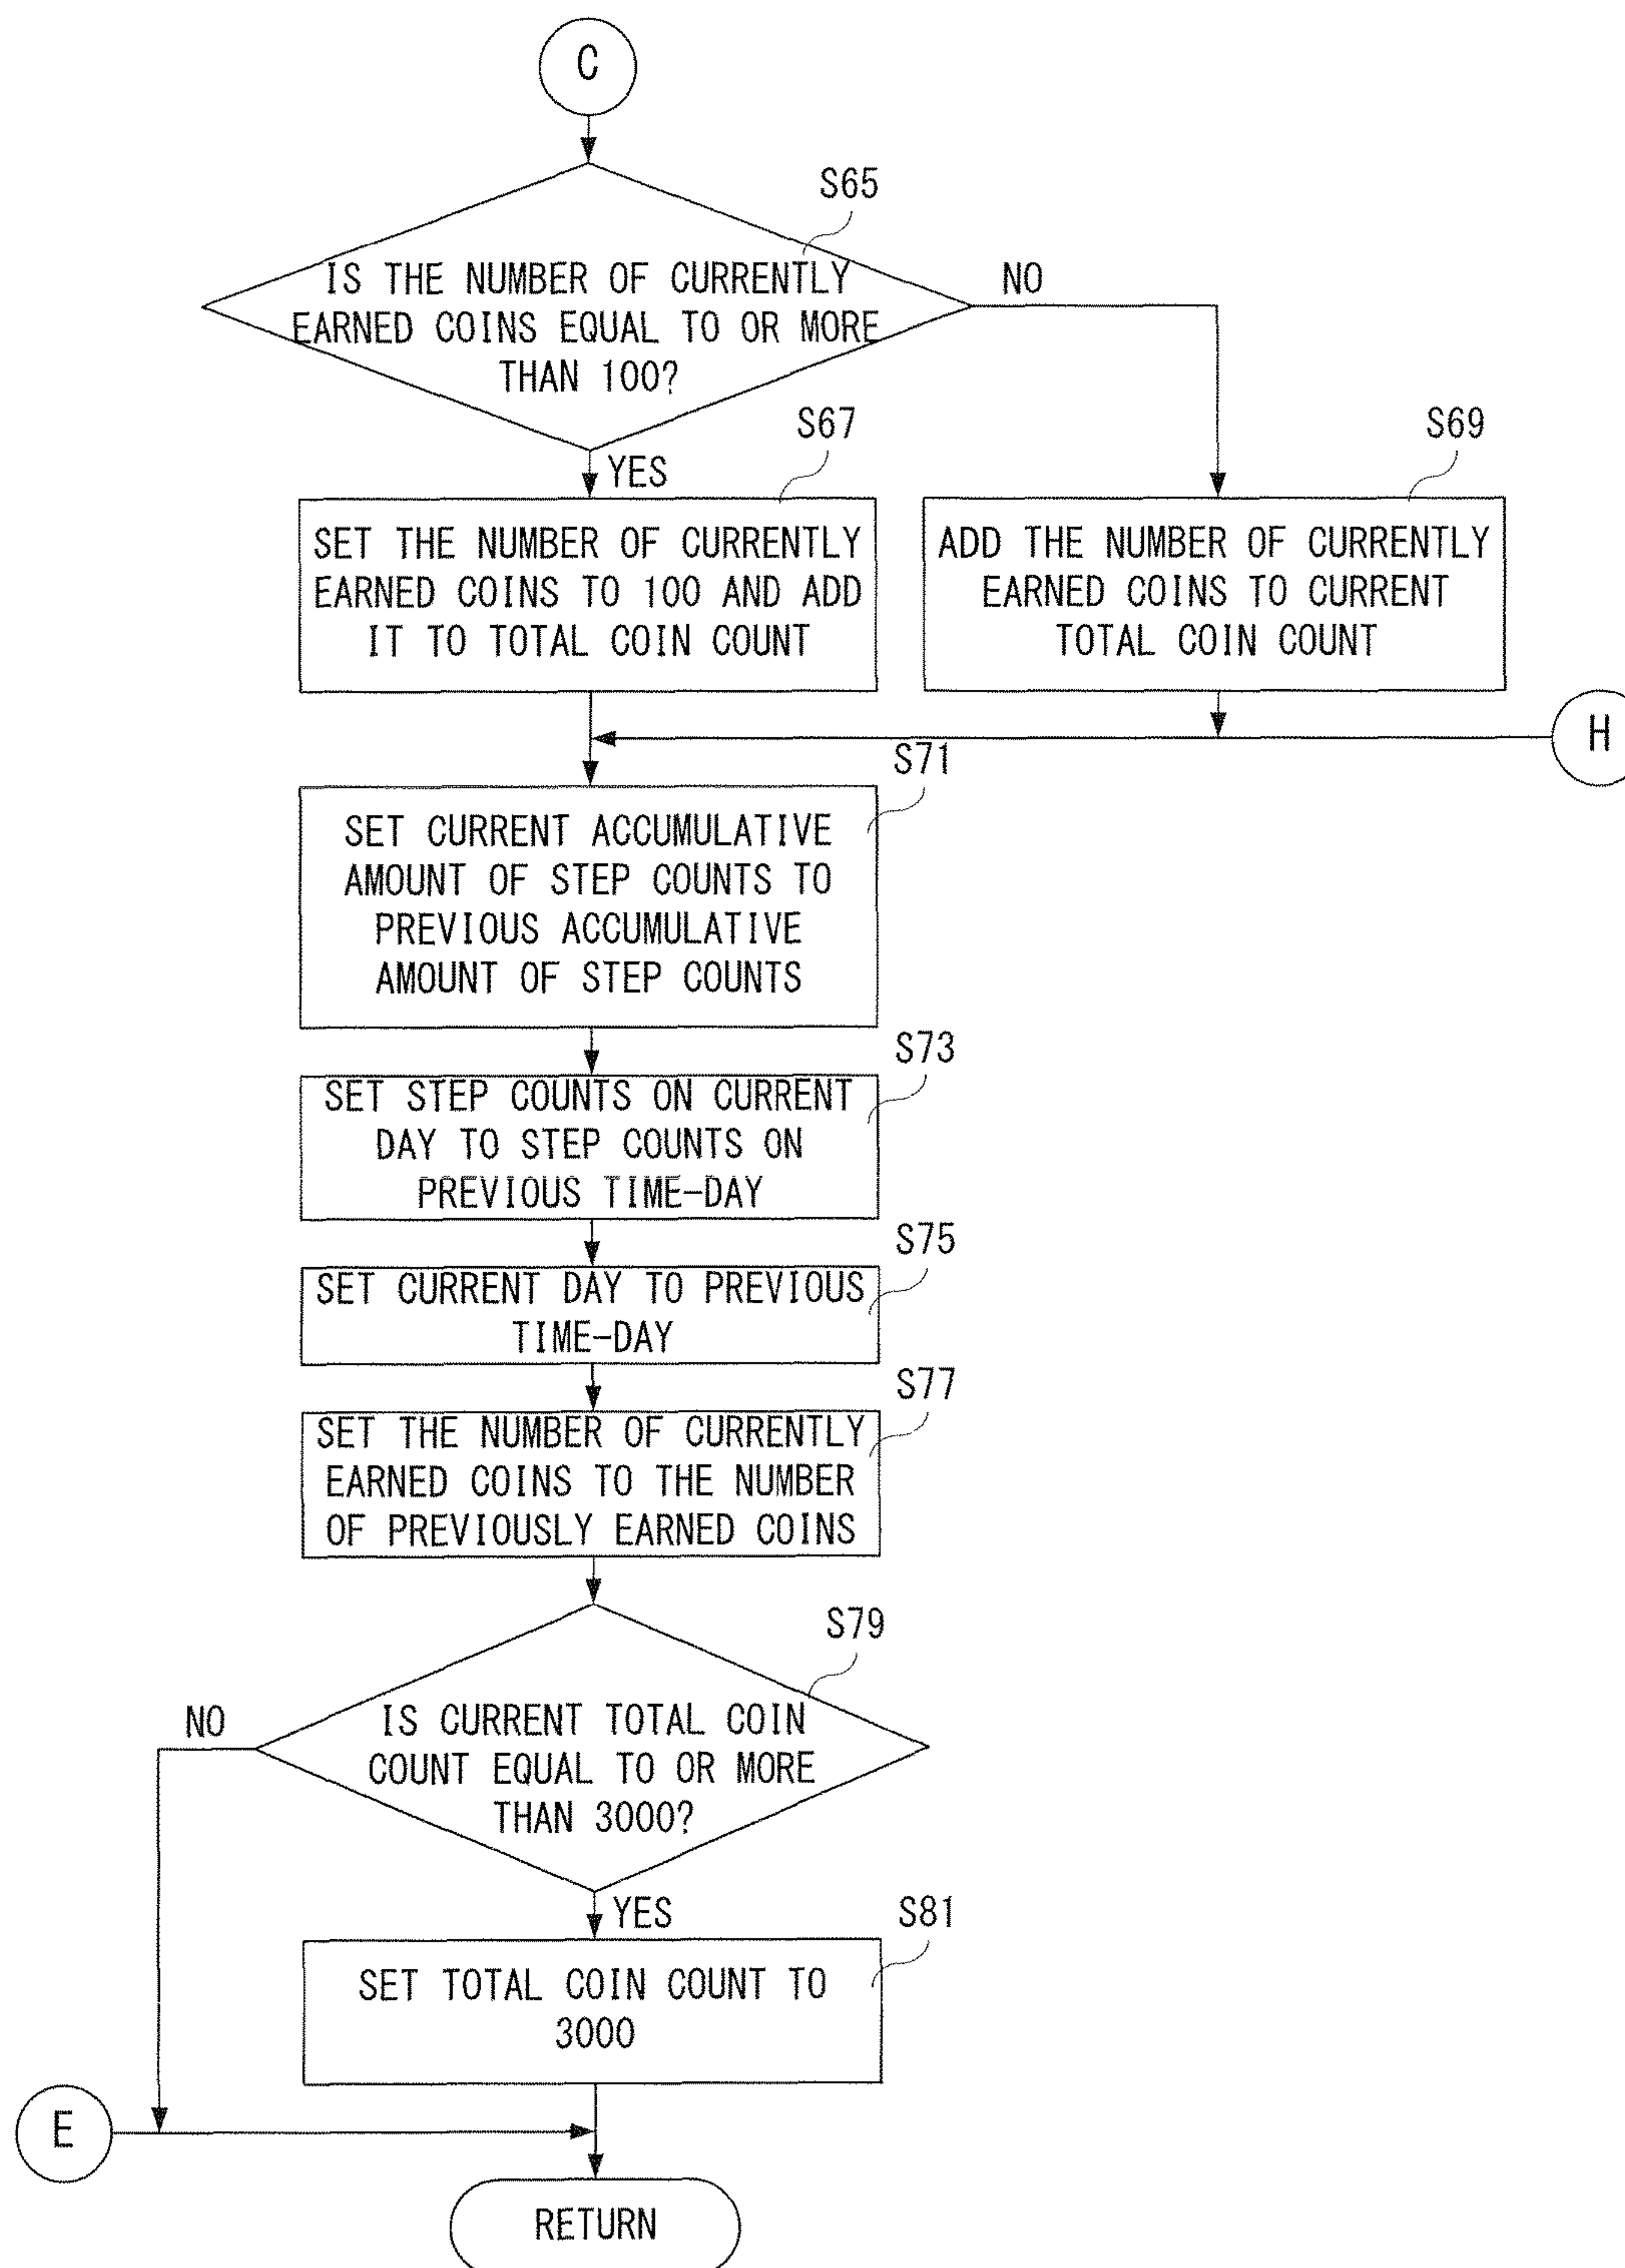 C
S65
IS THE NUMBER OF CURRENTLY
EARNED COINS EQUAL TO OR MORE
THAN 100?
NO
YES
S67
SET THE NUMBER OF CURRENTLY
EARNED COINS TO 100 AND ADD
IT TO TOTAL COIN COUNT
S69
ADD THE NUMBER OF CURRENTLY
EARNED COINS TO CURRENT
TOTAL COIN COUNT
H
S71
SET CURRENT ACCUMULATIVE
AMOUNT OF STEP COUNTS TO
PREVIOUS ACCUMULATIVE
AMOUNT OF STEP COUNTS
S73
SET STEP COUNTS ON CURRENT
DAY TO STEP COUNTS ON
PREVIOUS TIME-DAY
S75
SET CURRENT DAY TO PREVIOUS
TIME-DAY
S77
SET THE NUMBER OF CURRENTLY
EARNED COINS TO THE NUMBER
OF PREVIOUSLY EARNED COINS
S79
IS CURRENT TOTAL COIN
COUNT EQUAL TO OR MORE
THAN 3000?
NO
YES
S81
SET TOTAL COIN COUNT TO
3000
E
RETURN